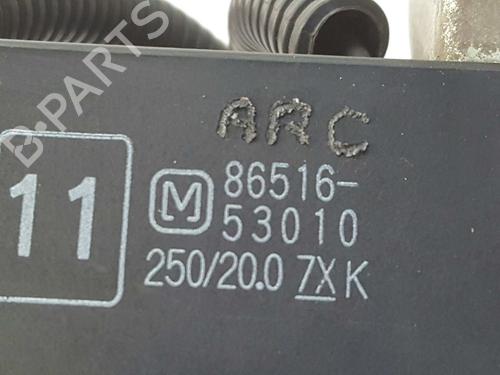 B-PARTS
ARC
11
M
86516-
53010
250/20.0 7X K